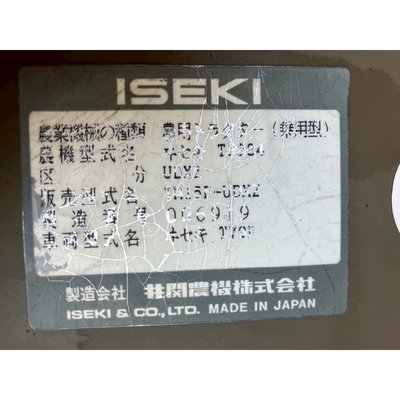 ISEKI
農業機械の種類 農用トラクター (乗用型)
農機型式名 ヰセキ
区分 UDXZ
販売型式名
製造番号 006919
車両型式名 ヰセキ
製造会社 井関農機株式会社
ISEKI & CO., LTD. MADE IN JAPAN